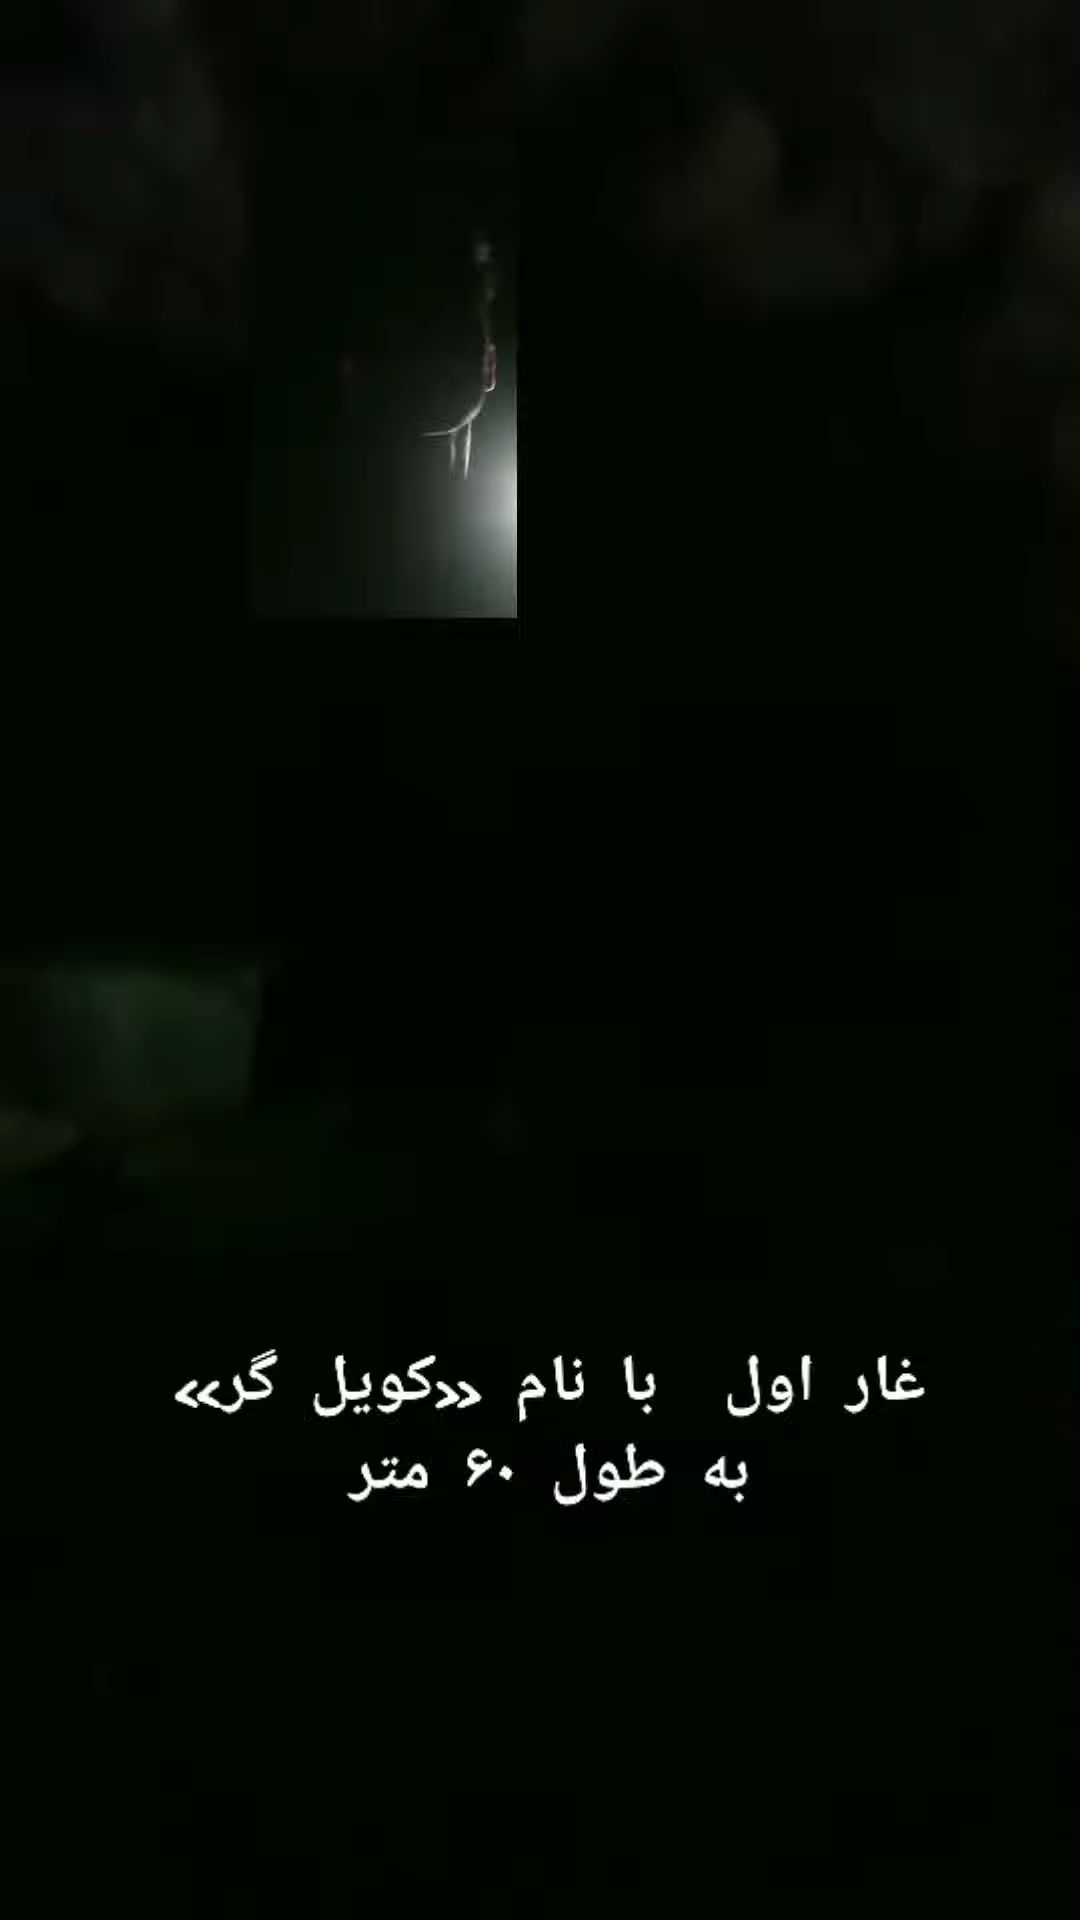 غار اول با نام «کویل گر»
به طول ۶۰ متر